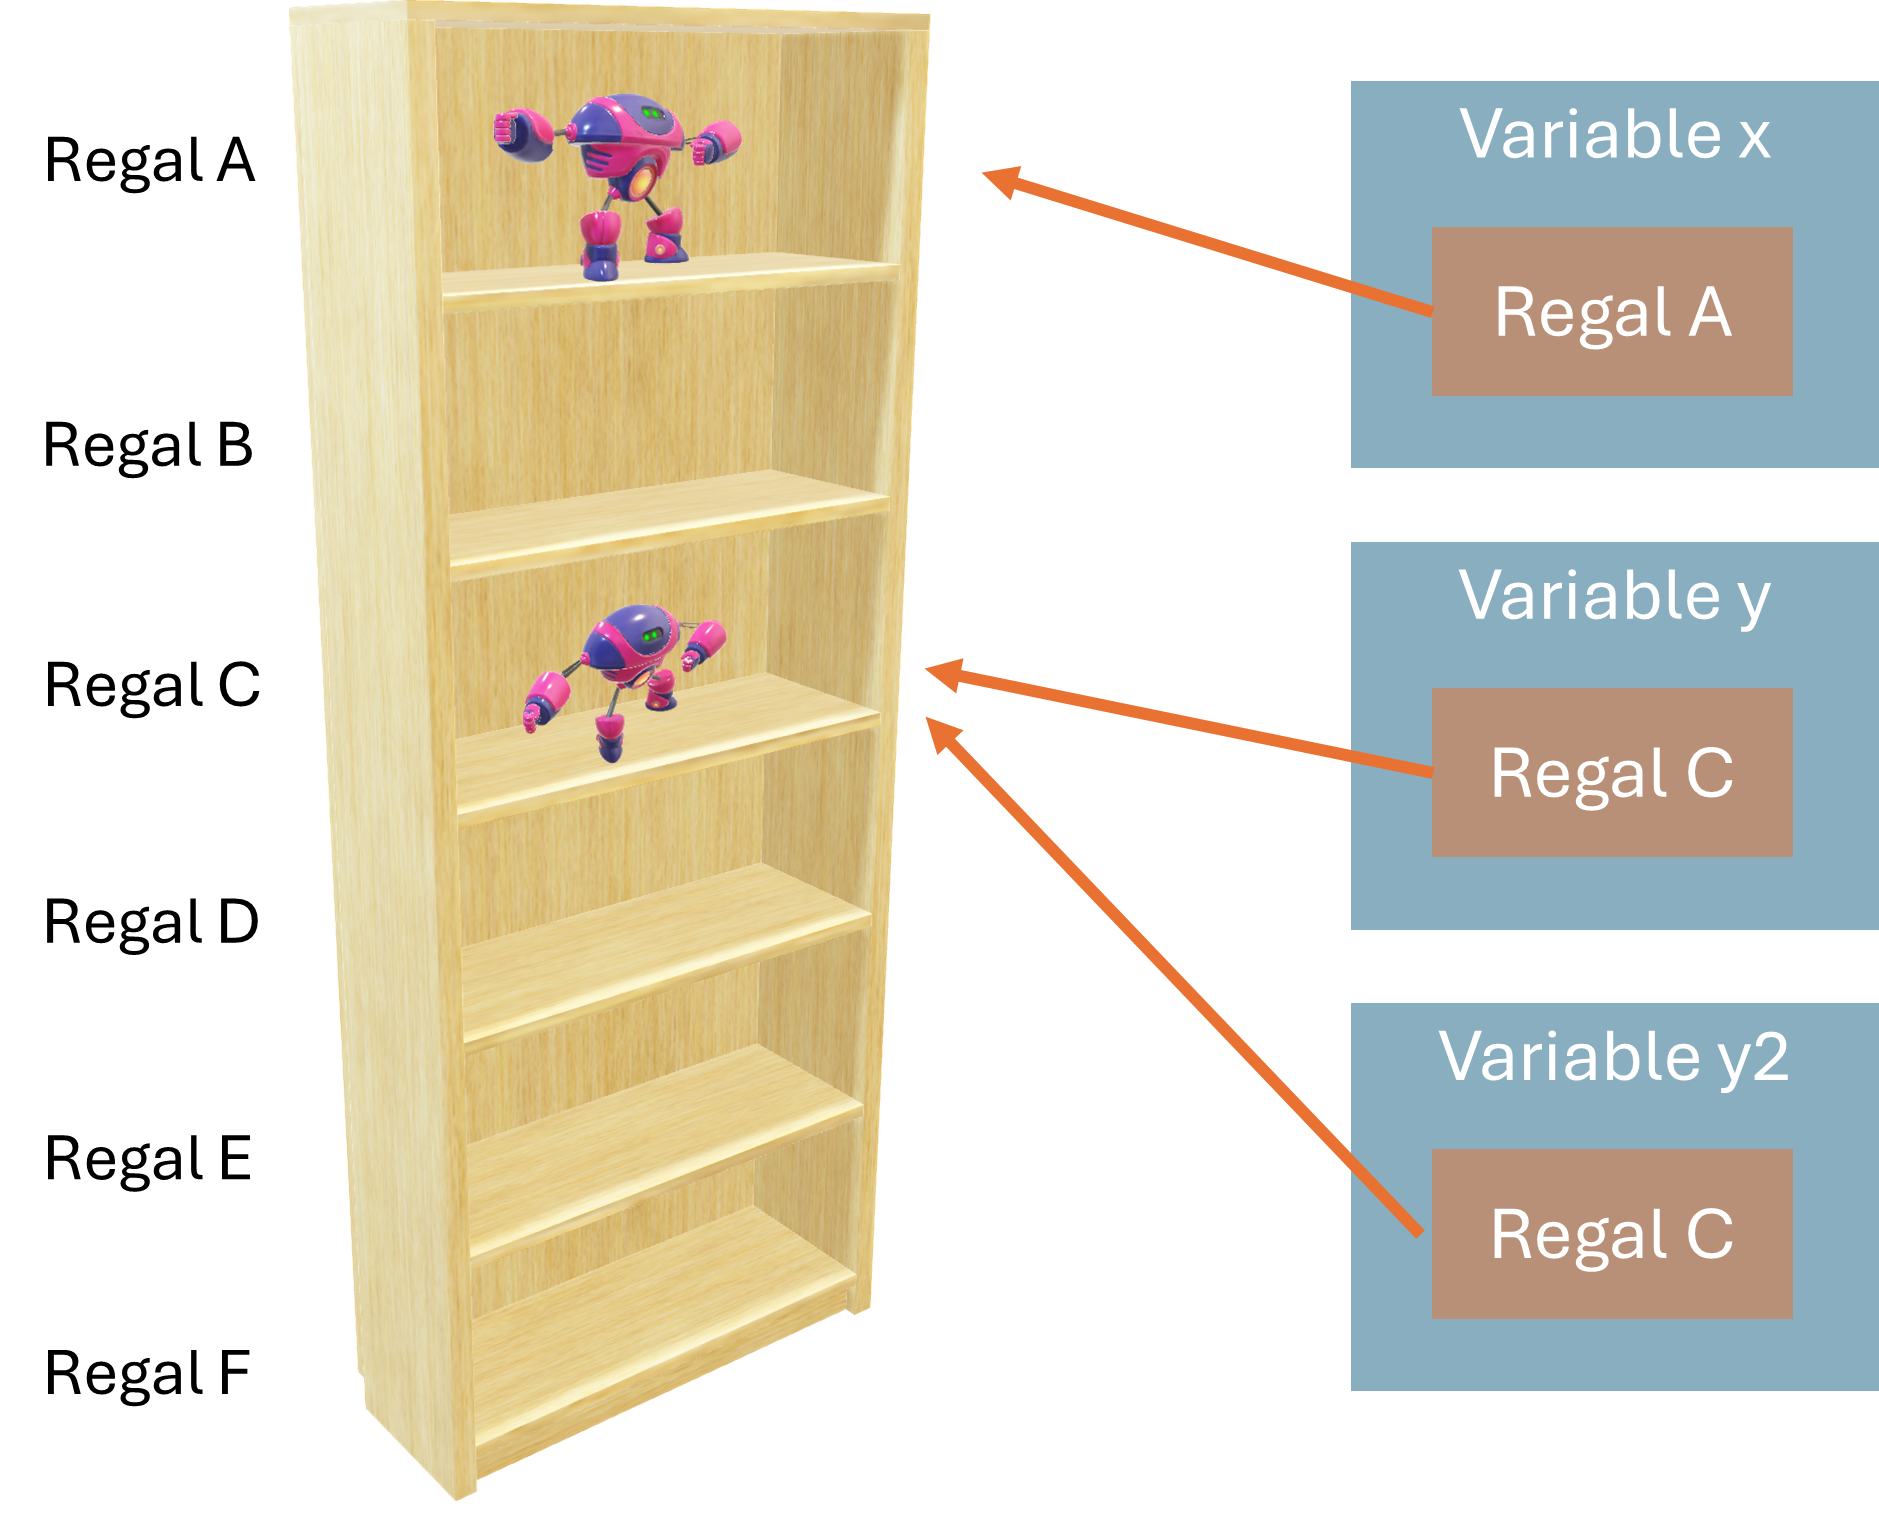 Regal A
Regal B
Regal C
Regal D
Regal E
Regal F
Variable x
Regal A
Variable y
Regal C
Variable y2
Regal C